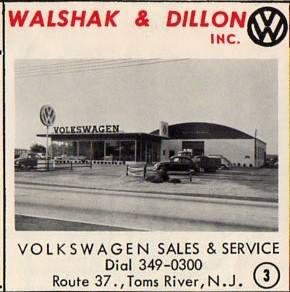 WALSHAK & DILLON
INC.
VOLKSWAGEN
VOLKSWAGEN SALES & SERVICE
Dial 349-0300
Route 37., Toms River, N.J.
3